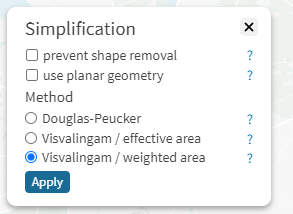 Simplification ×
prevent shape removal ?
use planar geometry ?
Method
Douglas-Peucker ?
Visvalingam / effective area ?
Visvalingam / weighted area ?
Apply